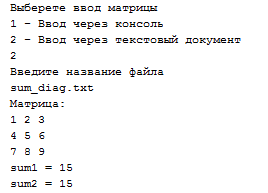 Выберете ввод матрицы
1 - Ввод через консоль
2 - Ввод через текстовый документ
2
Введите название файла
sum_diag.txt
Матрица:
1 2 3
4 5 6
7 8 9
sum1 = 15
sum2 = 15